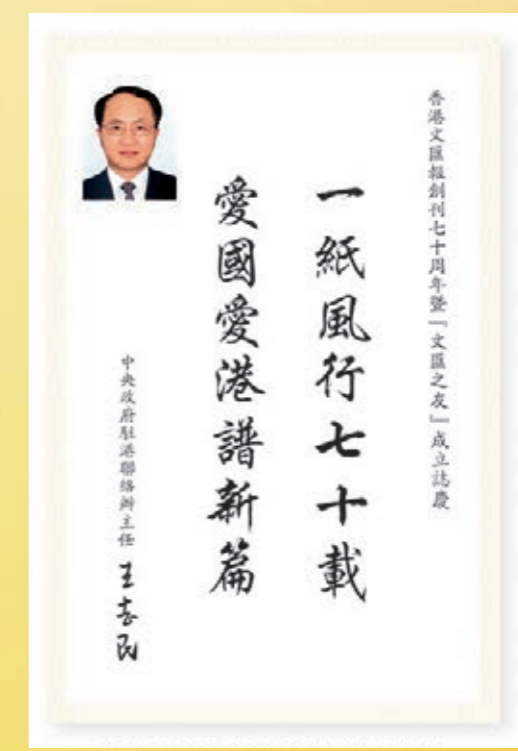 香港文匯報創刊七十周年暨「文匯之友」成立誌慶
一紙風行七十載
愛國愛港譜新篇
中央政府駐港聯絡辦主任 王志民